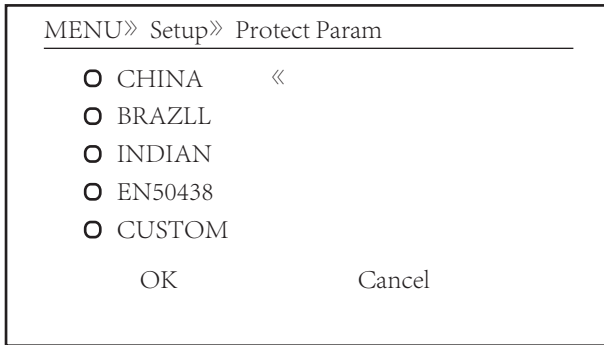 MENU》 Setup》 Protect Param
CHINA 《
BRAZLL
INDIAN
EN50438
CUSTOM
OK Cancel